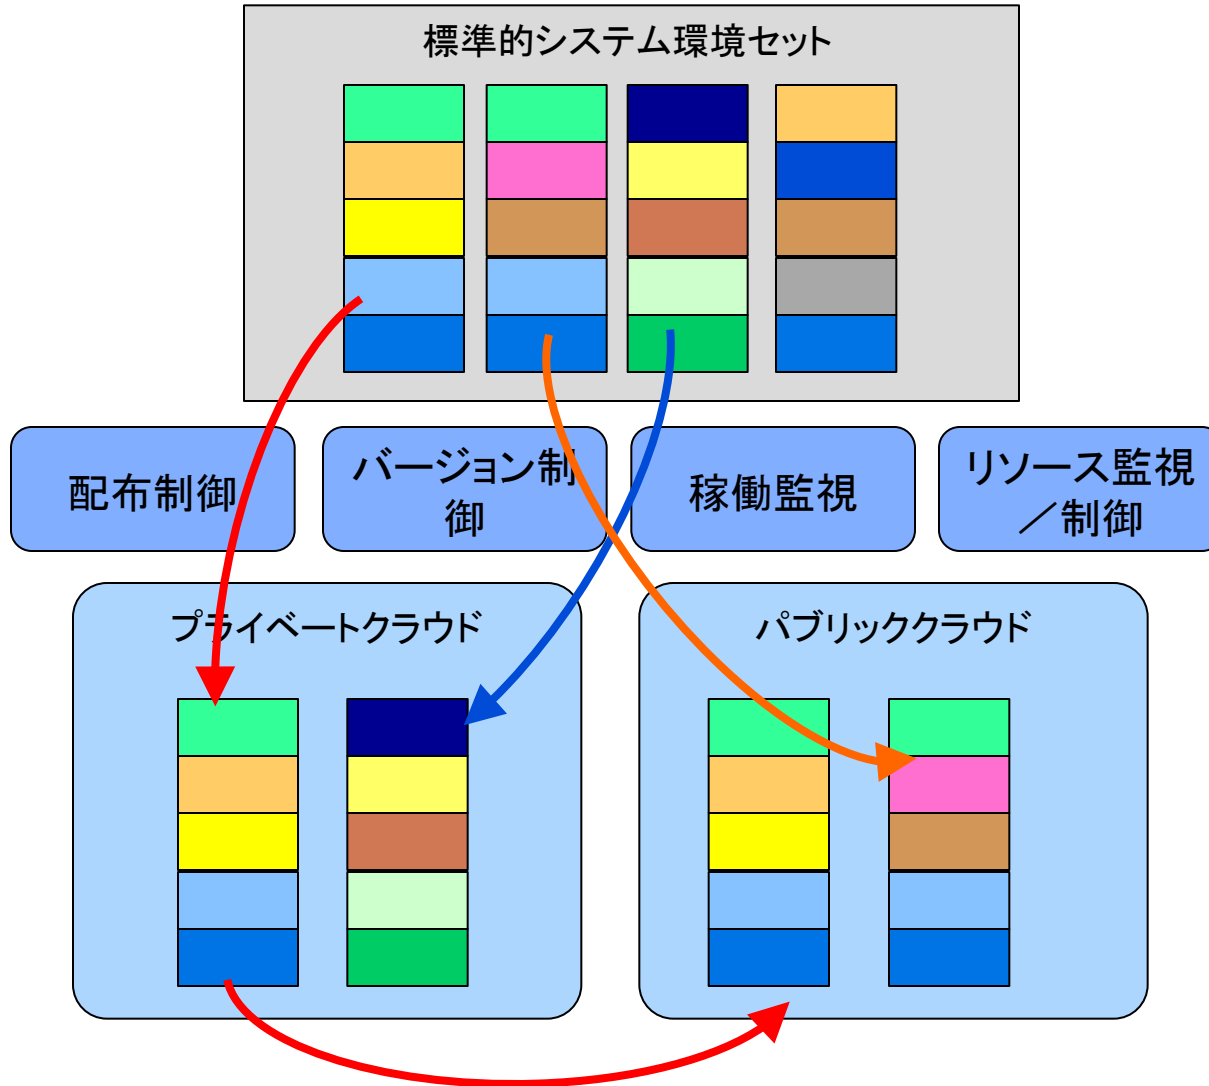 標準的システム環境セット
配布制御
バージョン制
御
稼働監視
リソース監視
／制御
プライベートクラウド
パブリッククラウド